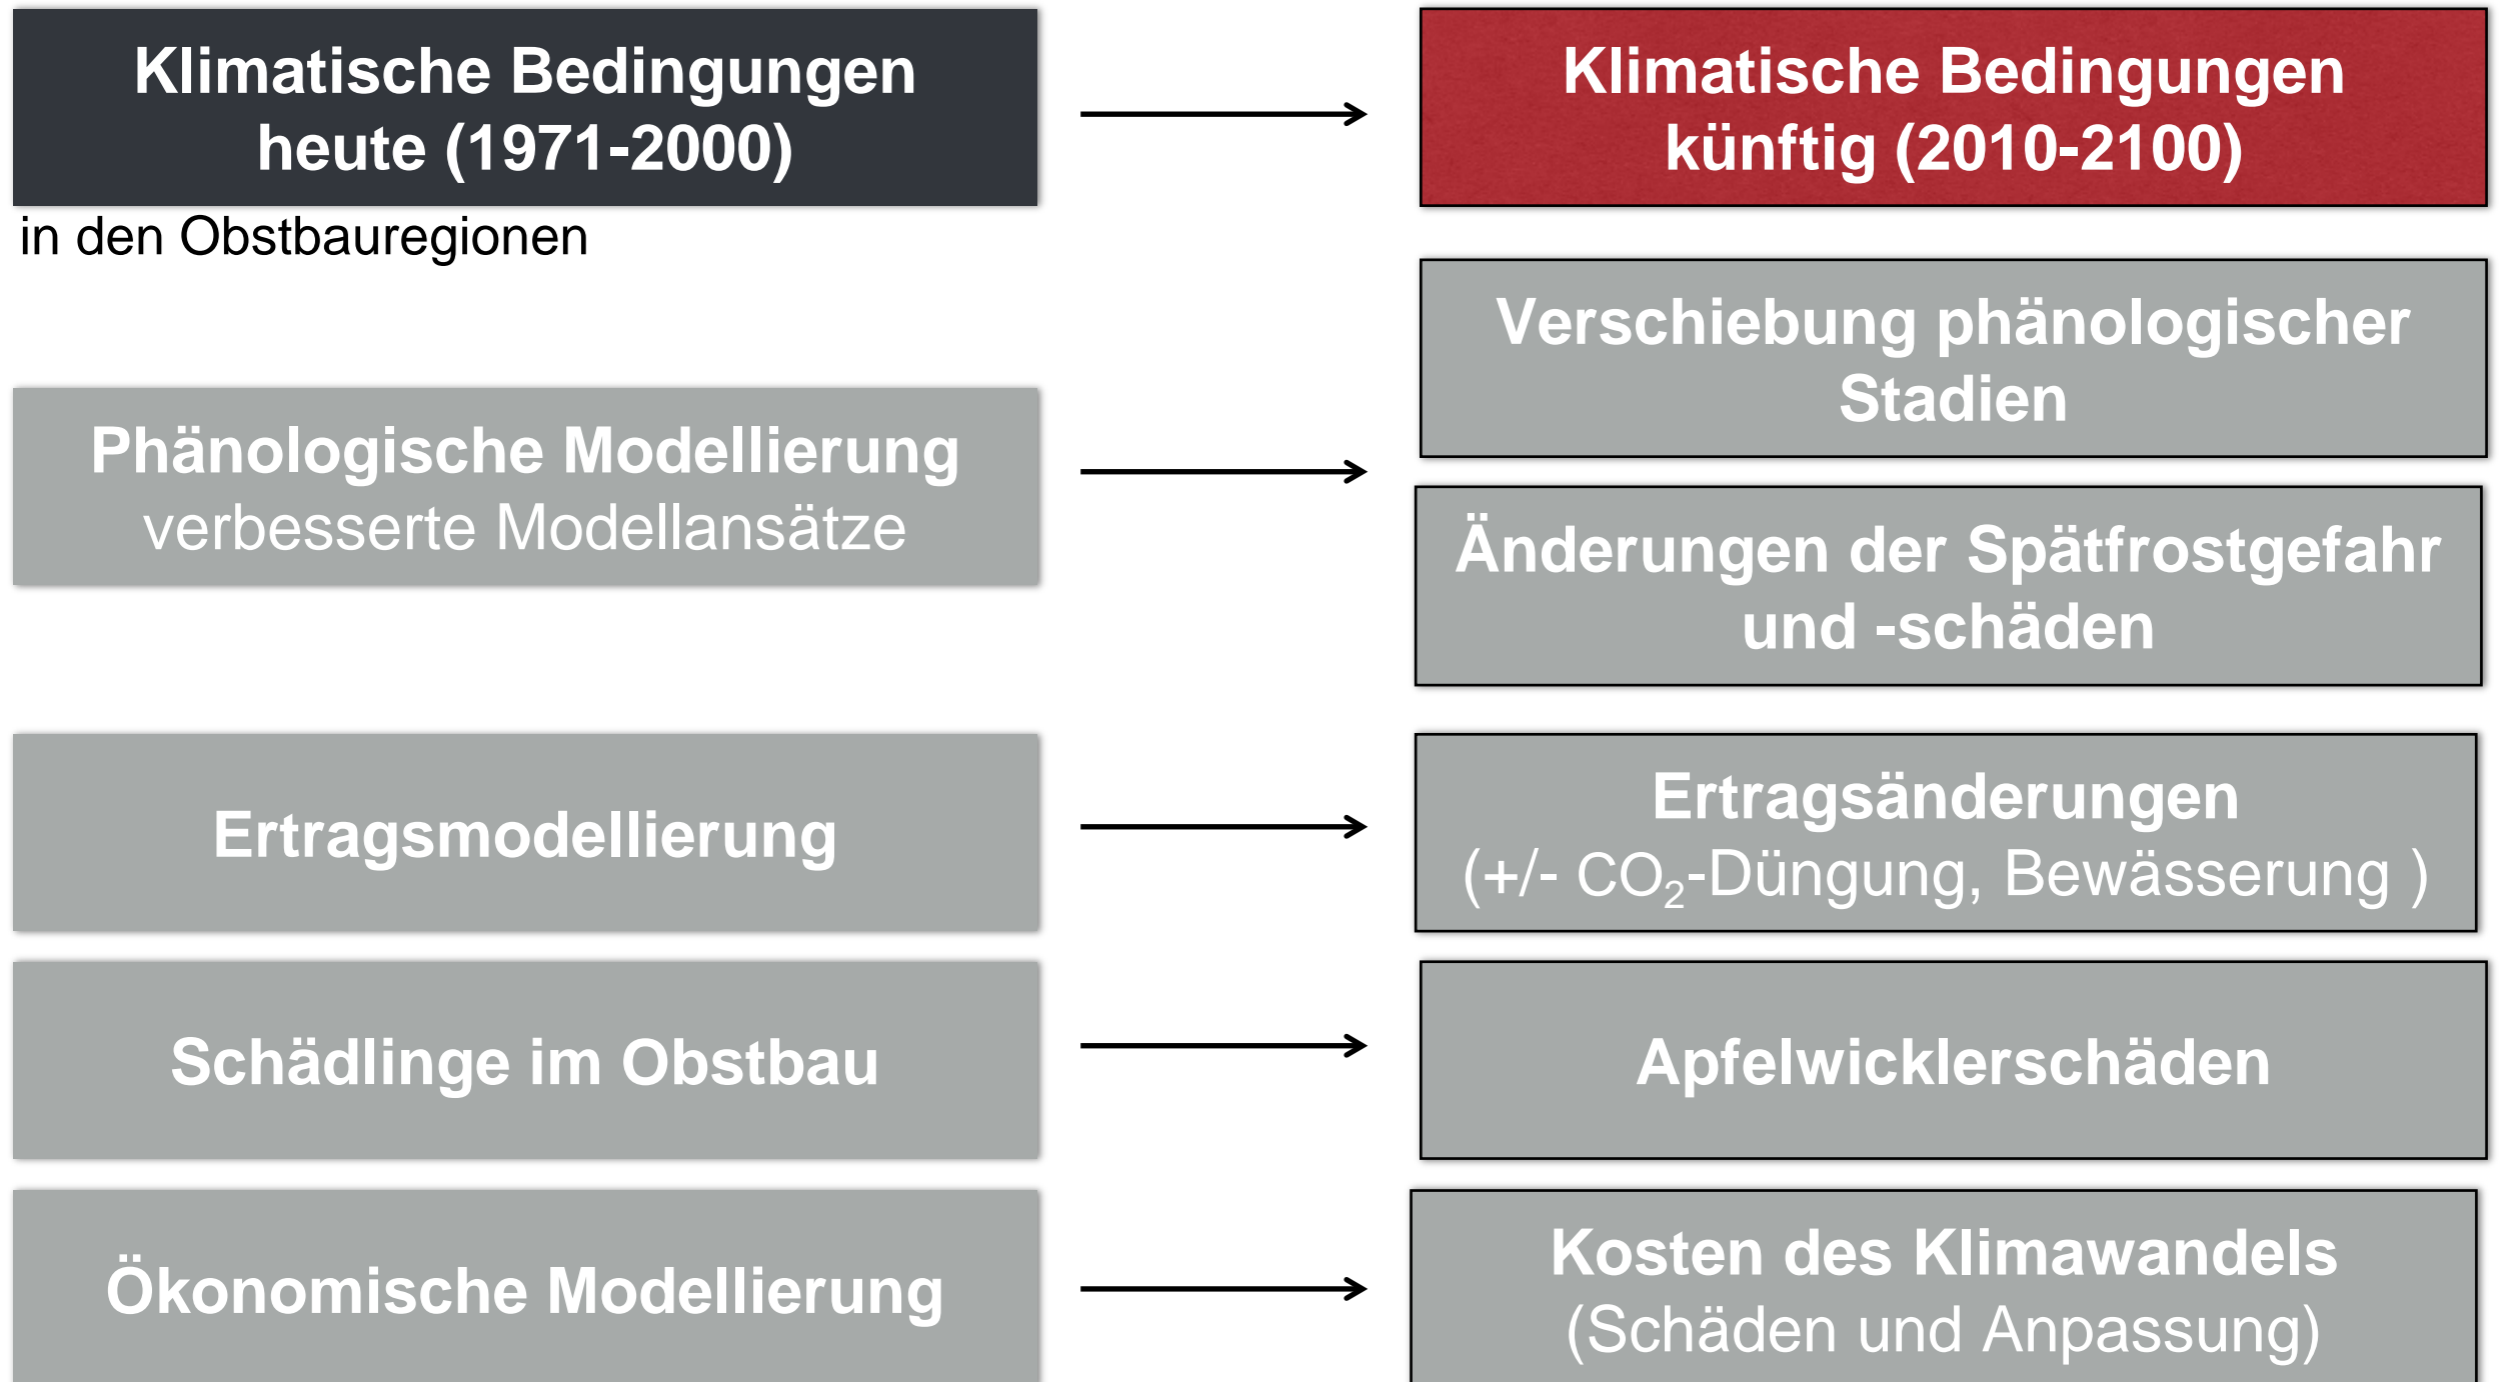 Klimatische Bedingungen
heute (1971-2000)
in den Obstbauregionen
Klimatische Bedingungen
künftig (2010-2100)
Phänologische Modellierung
verbesserte Modellansätze
Verschiebung phänologischer
Stadien
Änderungen der Spätfrostgefahr
und -schäden
Ertragsmodellierung
Ertragsänderungen
(+/- CO₂-Düngung, Bewässerung )
Schädlinge im Obstbau
Apfelwicklerschäden
Ökonomische Modellierung
Kosten des Klimawandels
(Schäden und Anpassung)